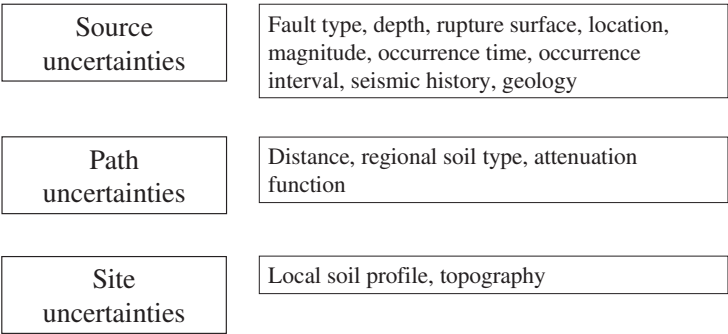 Source
uncertainties
Fault type, depth, rupture surface, location,
magnitude, occurrence time, occurrence
interval, seismic history, geology
Path
uncertainties
Distance, regional soil type, attenuation
function
Site
uncertainties
Local soil profile, topography